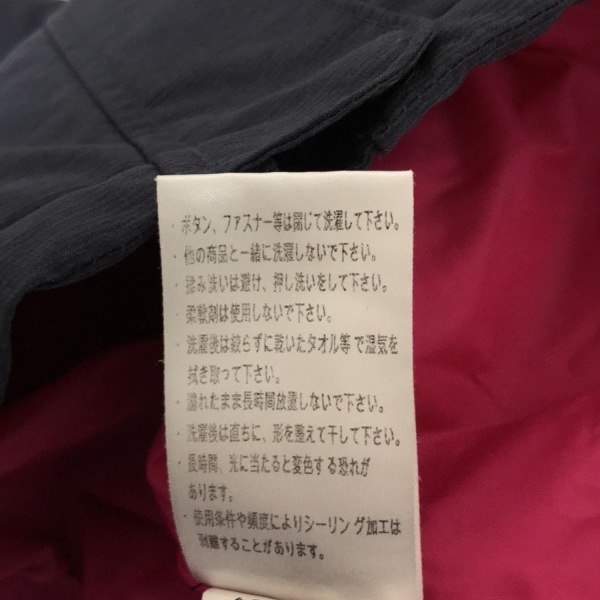 ・ボタン、ファスナー等は閉じて洗濯して下さい。
・他の商品と一緒に洗濯しないで下さい。
・揉み洗いは避け、押し洗いをして下さい。
・柔軟剤は使用しないで下さい。
・洗濯後は絞らずに乾いたタオル等で湿気を
拭き取って下さい。
・濡れたまま長時間放置しないで下さい。
・洗濯後は直ちに、形を整えて干して下さい。
・長時間、光に当たると変色する恐れが
あります。
・使用条件や頻度によりシーリング加工は
剥離することがあります。